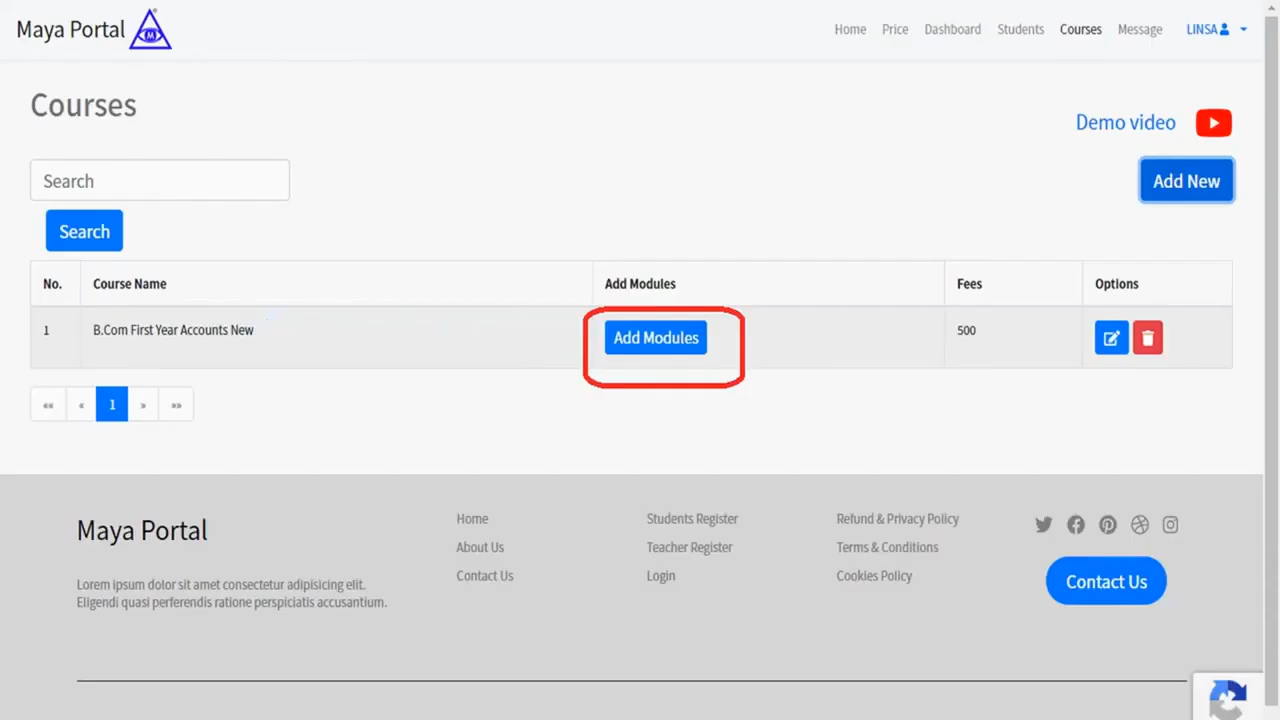 Maya Portal
Home Price Dashboard Students Courses Message LINSA
Courses
Demo video
Search
Add New
Search
No. Course Name Add Modules Fees Options
1 B.Com First Year Accounts New Add Modules 500
«« « 1 » »»
Maya Portal
Lorem ipsum dolor sit amet consectetur adipisicing elit.
Eligendi quasi perferendis ratione perspiciatis accusantium.
Home
About Us
Contact Us
Students Register
Teacher Register
Login
Refund & Privacy Policy
Terms & Conditions
Cookies Policy
Contact Us